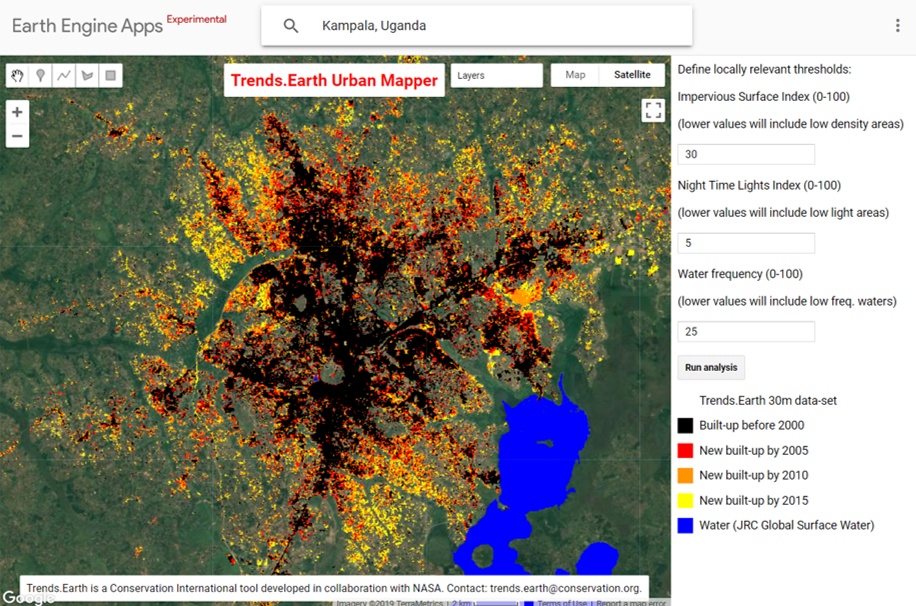 Earth Engine Apps Experimental
Kampala, Uganda
Trends.Earth Urban Mapper
Layers
Map
Satellite
+
−
Define locally relevant thresholds:
Impervious Surface Index (0-100)
(lower values will include low density areas)
30
Night Time Lights Index (0-100)
(lower values will include low light areas)
5
Water frequency (0-100)
(lower values will include low freq. waters)
25
Run analysis
Trends.Earth 30m data-set
Built-up before 2000
New built-up by 2005
New built-up by 2010
New built-up by 2015
Water (JRC Global Surface Water)
Trends.Earth is a Conservation International tool developed in collaboration with NASA. Contact: trends.earth@conservation.org.
Google
Imagery ©2019 TerraMetrics | 2 km
Terms of Use | Report a map error